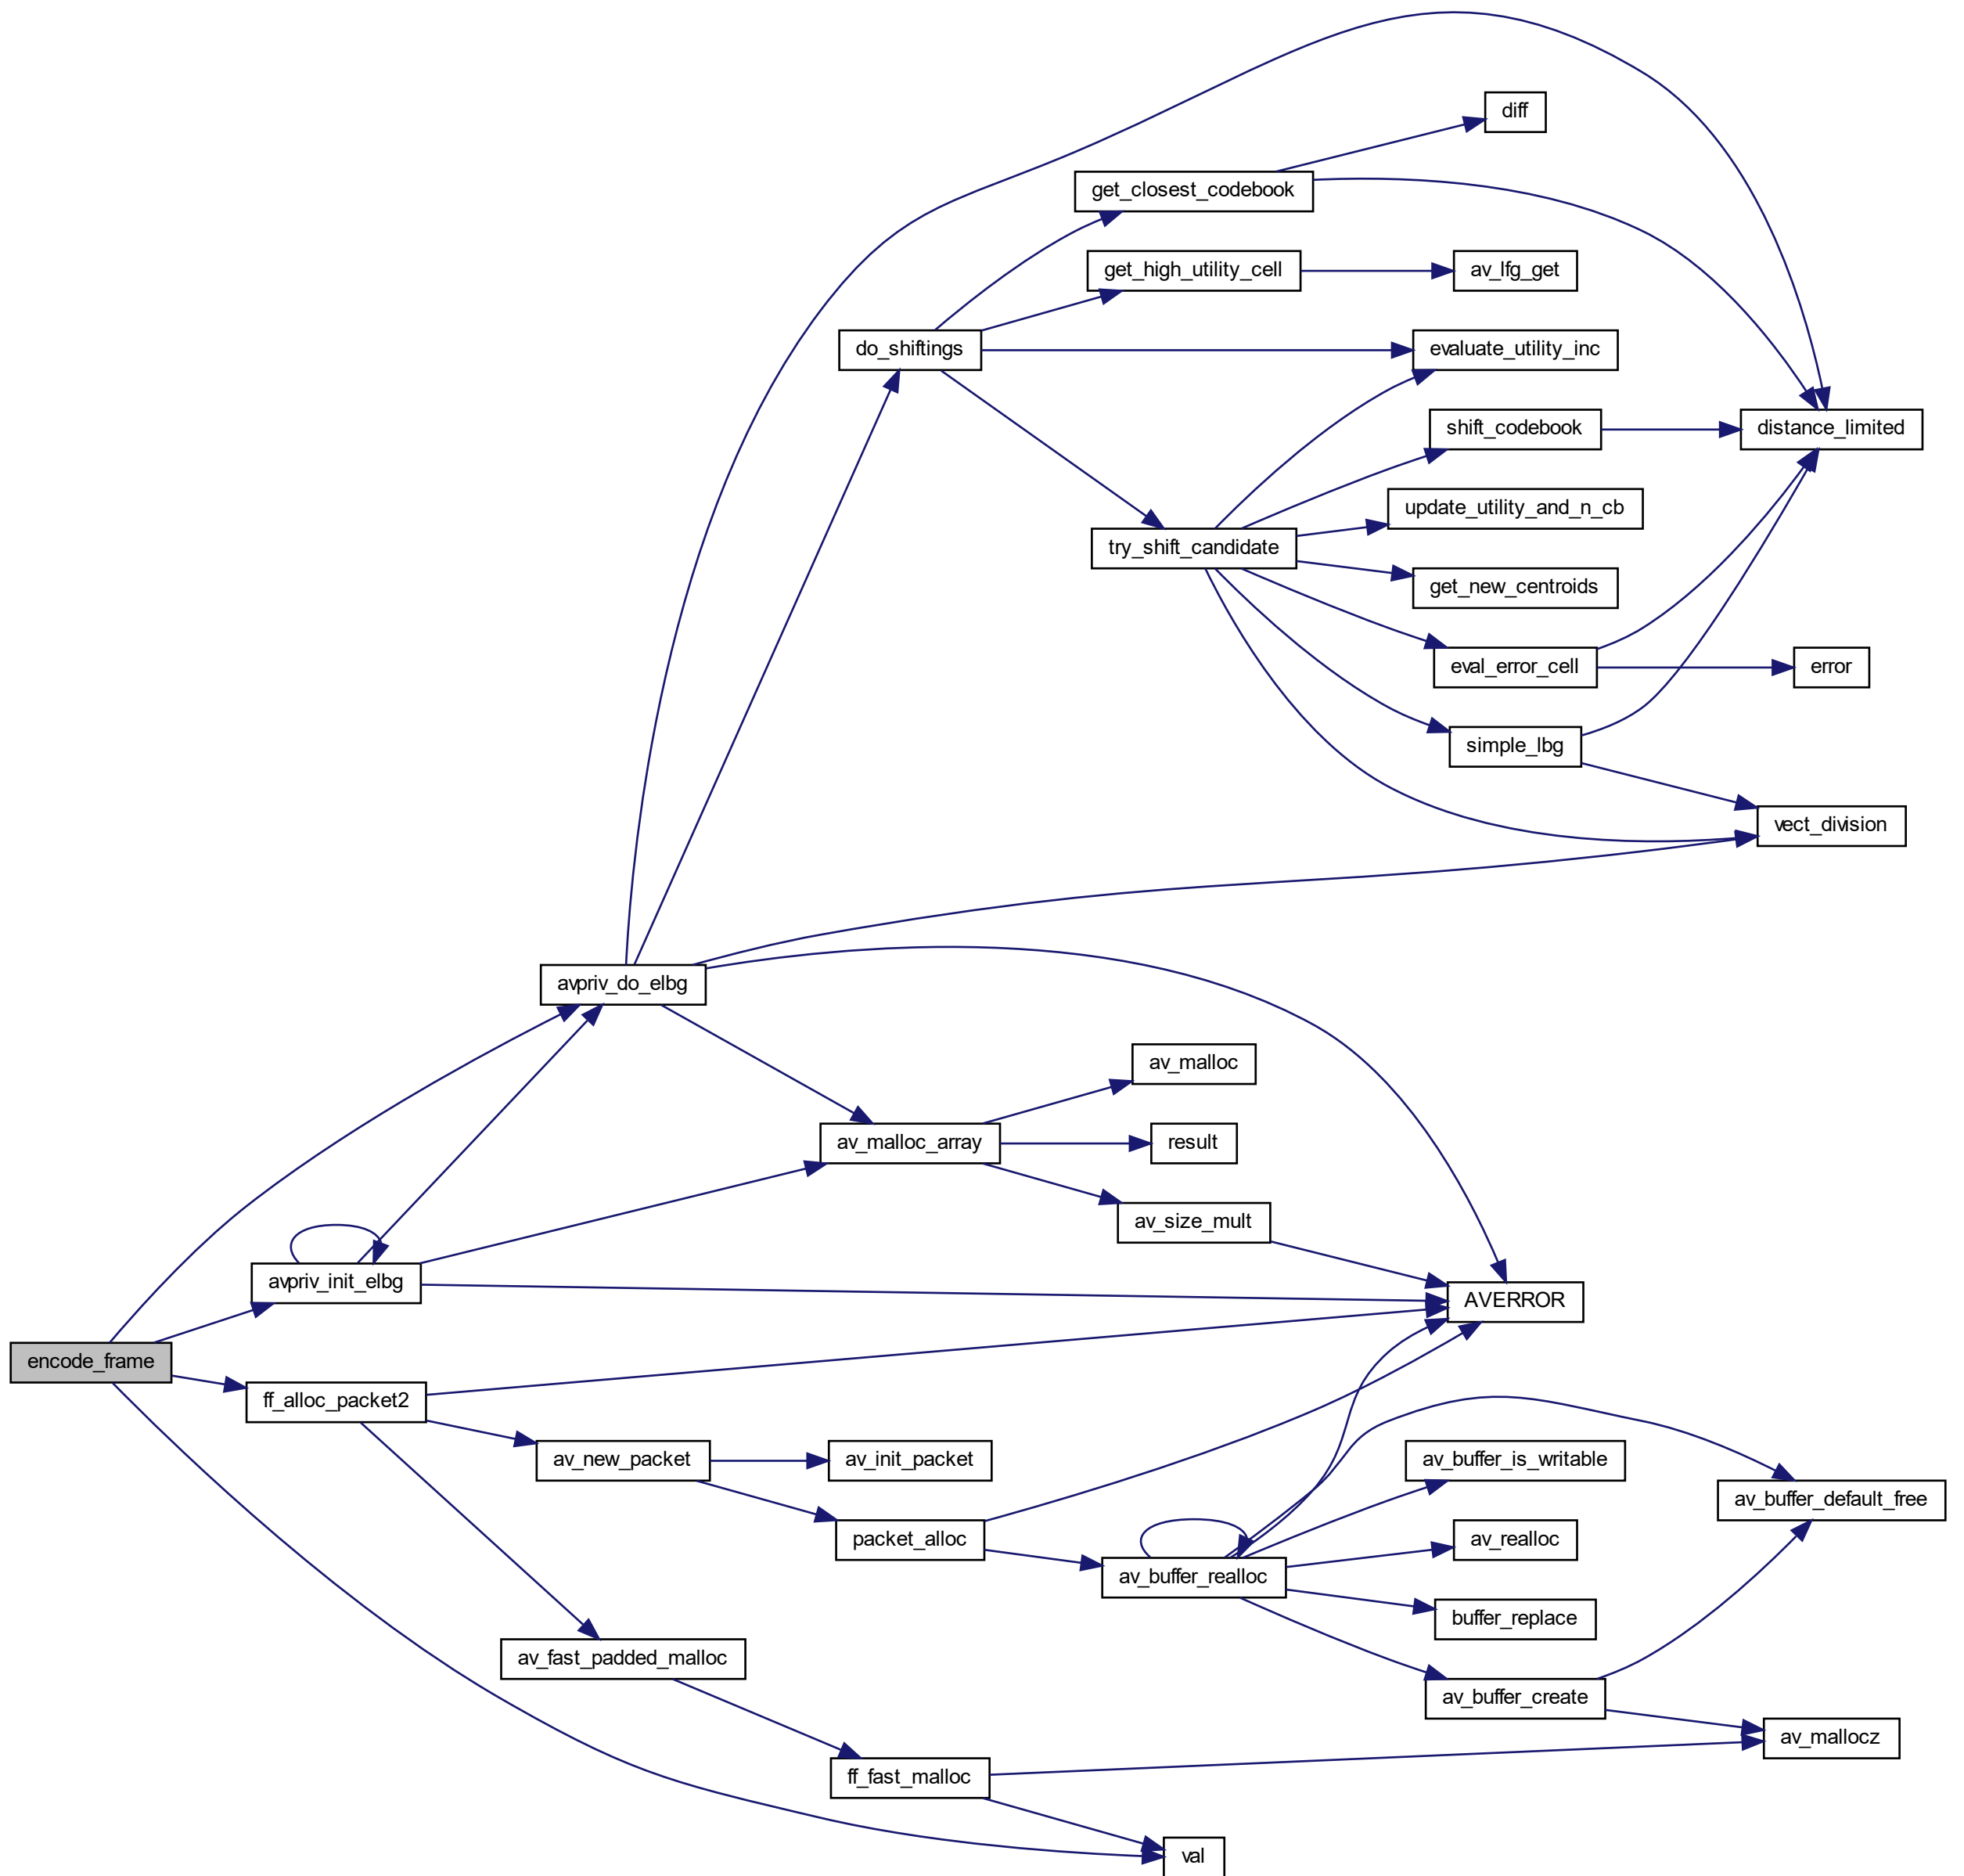 diff
get_closest_codebook
get_high_utility_cell
av_lfg_get
do_shiftings
evaluate_utility_inc
shift_codebook
distance_limited
update_utility_and_n_cb
try_shift_candidate
get_new_centroids
eval_error_cell
error
simple_lbg
vect_division
avpriv_do_elbg
av_malloc
av_malloc_array
result
av_size_mult
avpriv_init_elbg
AVERROR
encode_frame
ff_alloc_packet2
av_new_packet
av_init_packet
av_buffer_is_writable
av_buffer_default_free
packet_alloc
av_realloc
av_buffer_realloc
buffer_replace
av_fast_padded_malloc
av_buffer_create
av_mallocz
ff_fast_malloc
val